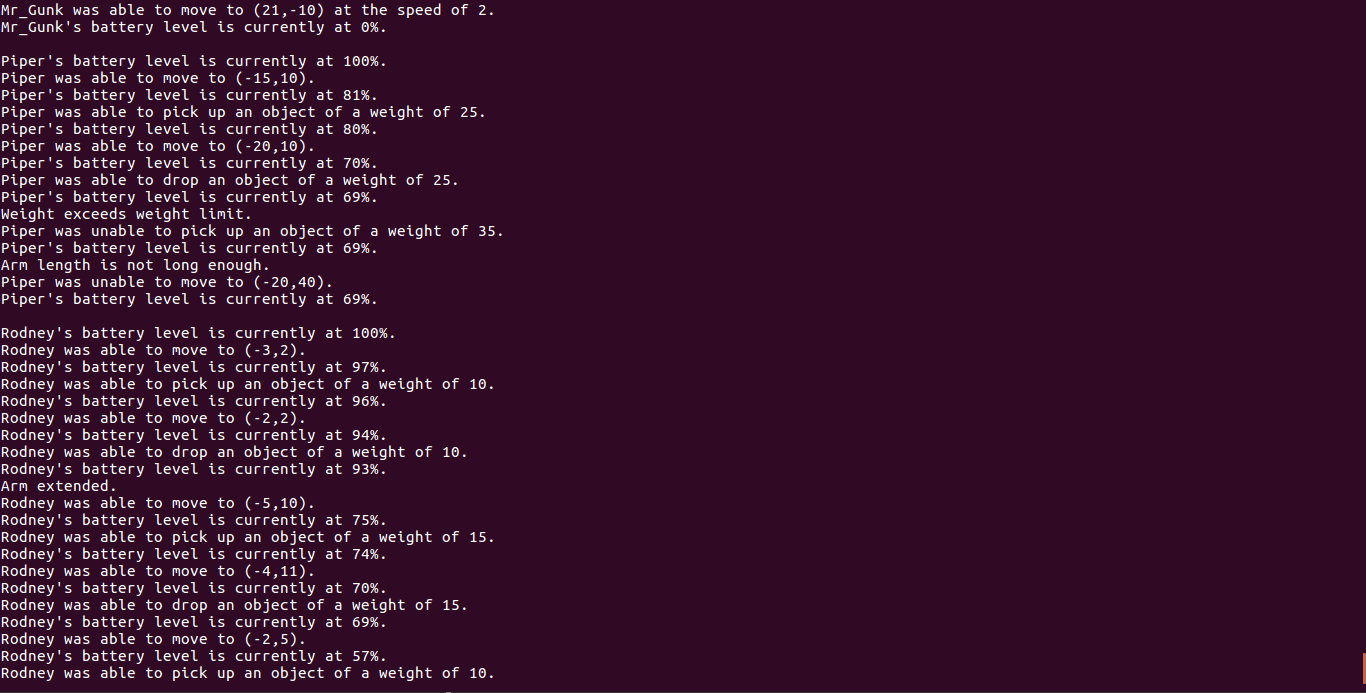 Mr_Gunk was able to move to (21,-10) at the speed of 2.
Mr_Gunk's battery level is currently at 0%.

Piper's battery level is currently at 100%.
Piper was able to move to (-15,10).
Piper's battery level is currently at 81%.
Piper was able to pick up an object of a weight of 25.
Piper's battery level is currently at 80%.
Piper was able to move to (-20,10).
Piper's battery level is currently at 70%.
Piper was able to drop an object of a weight of 25.
Piper's battery level is currently at 69%.
Weight exceeds weight limit.
Piper was unable to pick up an object of a weight of 35.
Piper's battery level is currently at 69%.
Arm length is not long enough.
Piper was unable to move to (-20,40).
Piper's battery level is currently at 69%.

Rodney's battery level is currently at 100%.
Rodney was able to move to (-3,2).
Rodney's battery level is currently at 97%.
Rodney was able to pick up an object of a weight of 10.
Rodney's battery level is currently at 96%.
Rodney was able to move to (-2,2).
Rodney's battery level is currently at 94%.
Rodney was able to drop an object of a weight of 10.
Rodney's battery level is currently at 93%.
Arm extended.
Rodney was able to move to (-5,10).
Rodney's battery level is currently at 75%.
Rodney was able to pick up an object of a weight of 15.
Rodney's battery level is currently at 74%.
Rodney was able to move to (-4,11).
Rodney's battery level is currently at 70%.
Rodney was able to drop an object of a weight of 15.
Rodney's battery level is currently at 69%.
Rodney was able to move to (-2,5).
Rodney's battery level is currently at 57%.
Rodney was able to pick up an object of a weight of 10.